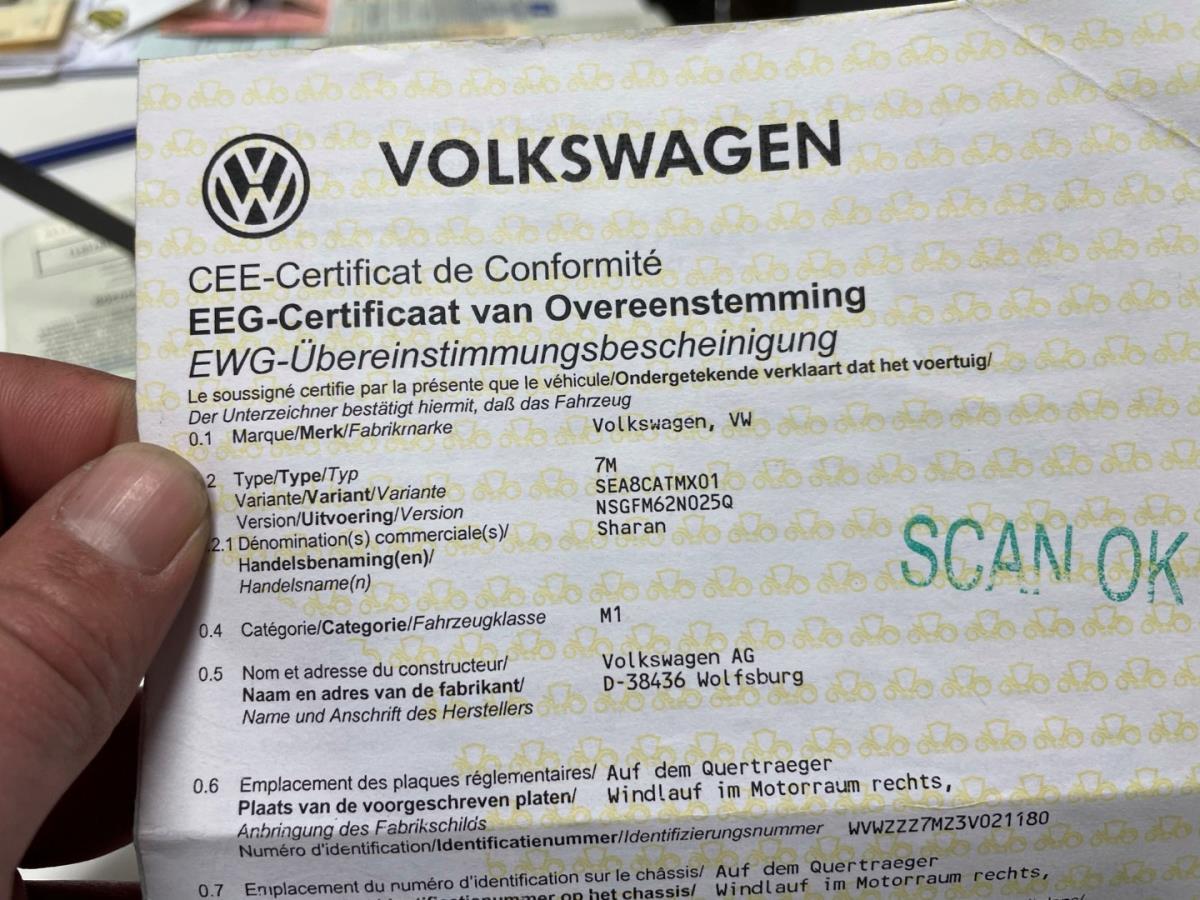 VOLKSWAGEN
CEE-Certificat de Conformité
EEG-Certificaat van Overeenstemming
EWG-Übereinstimmungsbescheinigung
Le soussigné certifie par la présente que le véhicule/Ondergetekende verklaart dat het voertuig/
Der Unterzeichner bestätigt hiermit, daß das Fahrzeug
0.1 Marque/Merk/Fabrikmarke Volkswagen, VW
2 Type/Type/Typ 7M
Variante/Variant/Variante SEA8CATMX01
Version/Uitvoering/Version NSGFM62N025Q
.2.1 Dénomination(s) commerciale(s)/ Sharan
Handelsbenaming(en)/
Handelsname(n)
SCAN OK
0.4 Catégorie/Categorie/Fahrzeugklasse M1
0.5 Nom et adresse du constructeur/ Volkswagen AG
Naam en adres van de fabrikant/ D-38436 Wolfsburg
Name und Anschrift des Herstellers
0.6 Emplacement des plaques réglementaires/ Auf dem Quertraeger
Plaats van de voorgeschreven platen/ Windlauf im Motorraum rechts,
Anbringung des Fabrikschilds
Numéro d'identification/Identificatienummer/Identifizierungsnummer WVWZZZ7MZ3V021180
0.7 Emplacement du numéro d'identification sur le châssis/ Auf dem Quertraeger
op het chassis/ Windlauf im Motorraum rechts,